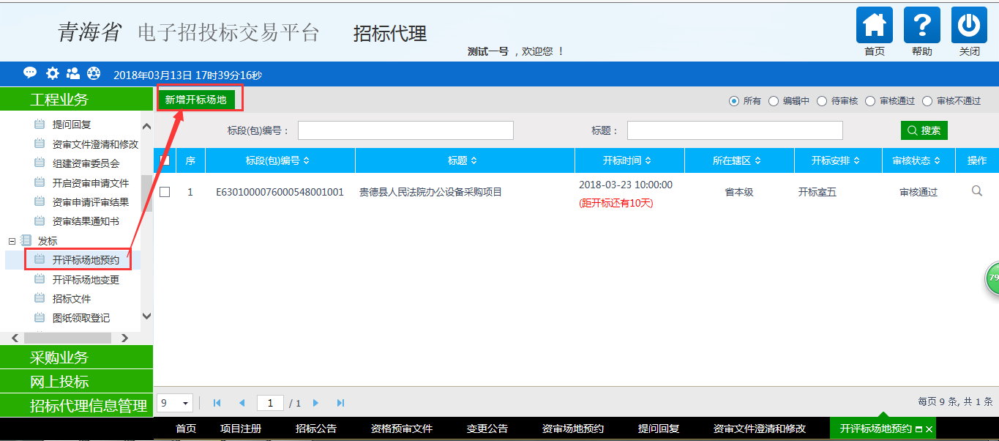 青海省 电子招投标交易平台 招标代理
测试一号 ，欢迎您 ！
首页 帮助 关闭
2018年03月13日 17时39分16秒
工程业务
新增开标场地
所有 编辑中 待审核 审核通过 审核不通过
提问回复
资审文件澄清和修改
组建资审委员会
开启资审申请文件
资审申请评审结果
资审结果通知书
发标
开评标场地预约
开评标场地变更
招标文件
图纸领取登记
采购业务
网上投标
招标代理信息管理
标段(包)编号： 标题： 搜索
序 标段(包)编号 标题 开标时间 所在辖区 开标安排 审核状态 操作
1 E6301000076000548001001 贵德县人民法院办公设备采购项目 2018-03-23 10:00:00 省本级 开标室五 审核通过
(距开标还有10天)
79
9 1 / 1 每页 9 条, 共 1 条
首页 项目注册 招标公告 资格预审文件 变更公告 资审场地预约 提问回复 资审文件澄清和修改 开评标场地预约